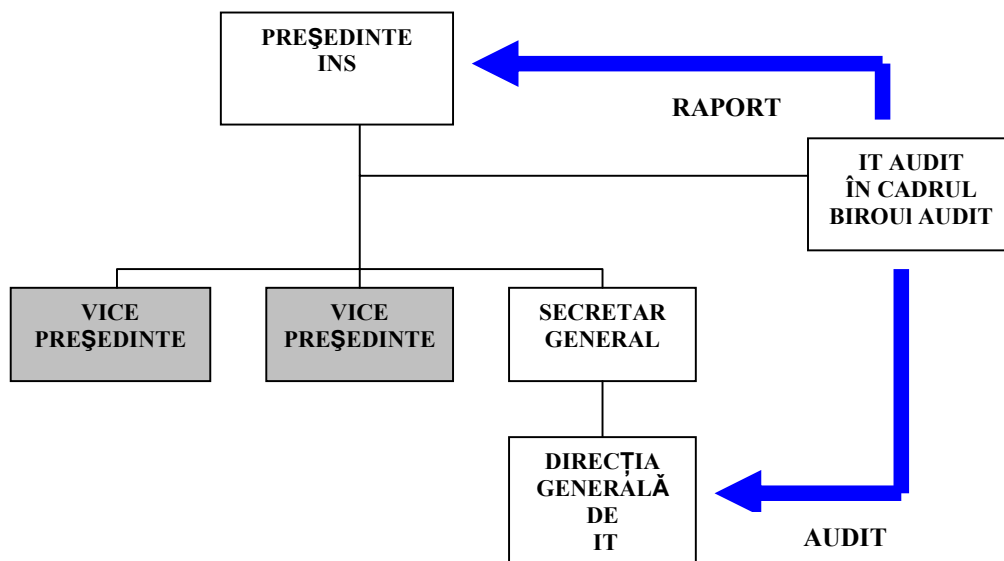 PREŞEDINTE
INS
RAPORT
IT AUDIT
ÎN CADRUL
BIROUl AUDIT
VICE
PREŞEDINTE
VICE
PREŞEDINTE
SECRETAR
GENERAL
DIRECŢIA
GENERALĂ
DE
IT
AUDIT